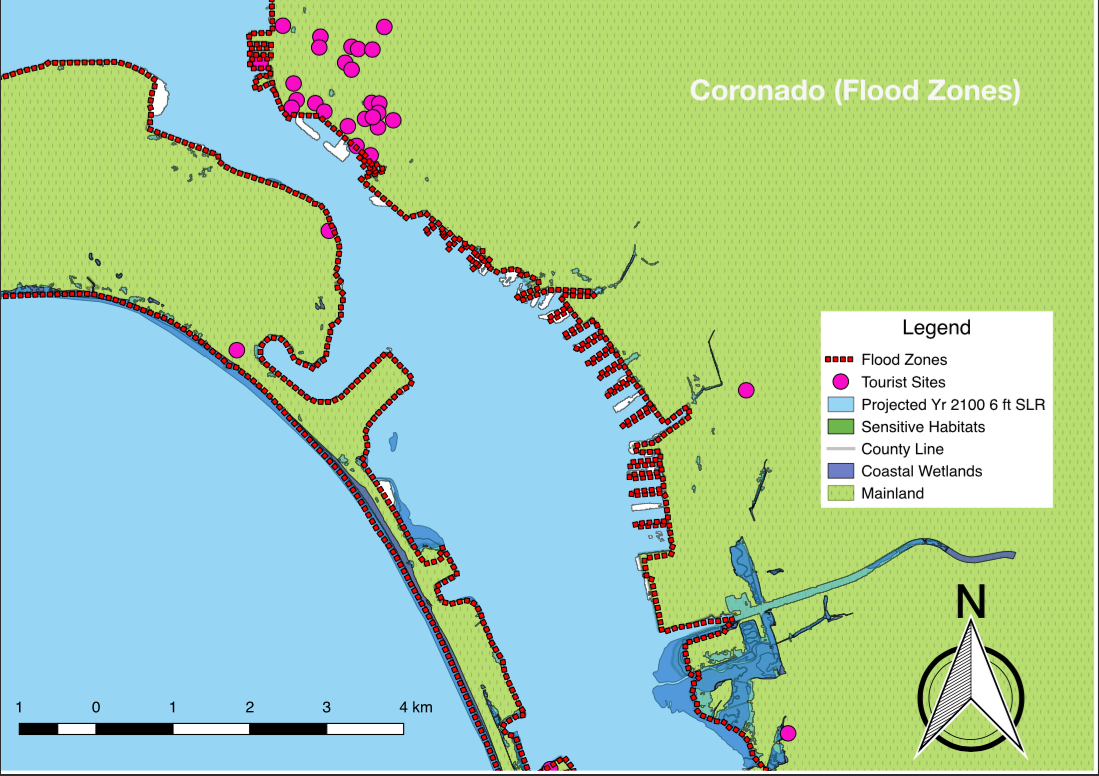 Coronado (Flood Zones)
Legend
Flood Zones
Tourist Sites
Projected Yr 2100 6 ft SLR
Sensitive Habitats
County Line
Coastal Wetlands
Mainland
N
1 0 1 2 3 4 km